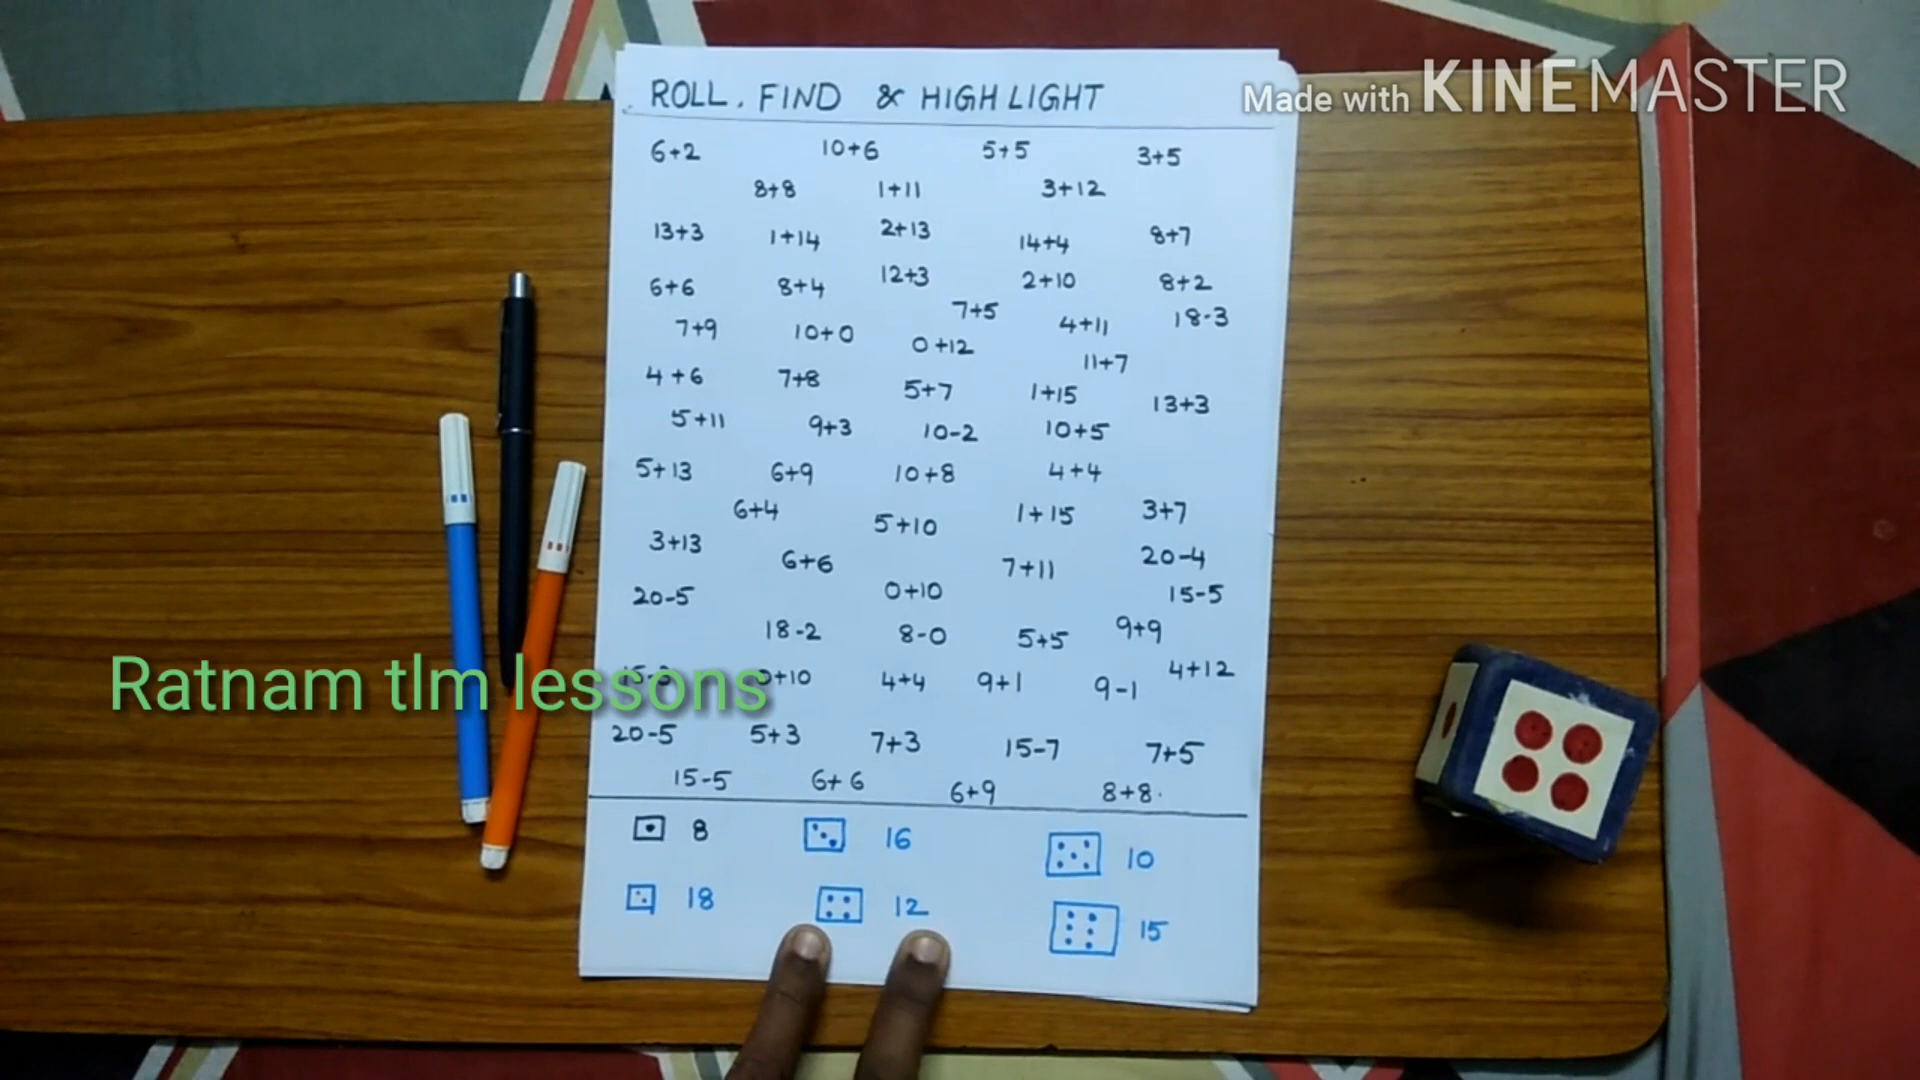 ROLL, FIND & HIGHLIGHT
Made with KINEMASTER
6+2 10+6 5+5 3+5
8+8 1+11 3+12
13+3 1+14 2+13 14+4 8+7
6+6 8+4 12+3 2+10 8+2
7+9 10+0 7+5 4+11 18-3
0+12 11+7
4+6 7+8 5+7 1+15 13+3
5+11 9+3 10-2 10+5
5+13 6+9 10+8 4+4
6+4 5+10 1+15 3+7
3+13 6+6 7+11 20-4
20-5 0+10 15-5
18-2 8-0 5+5 9+9
+10 4+4 9+1 9-1 4+12
Ratnam tlm lessons
20-5 5+3 7+3 15-7 7+5
15-5 6+6 6+9 8+8.
8 16 10
18 12 15